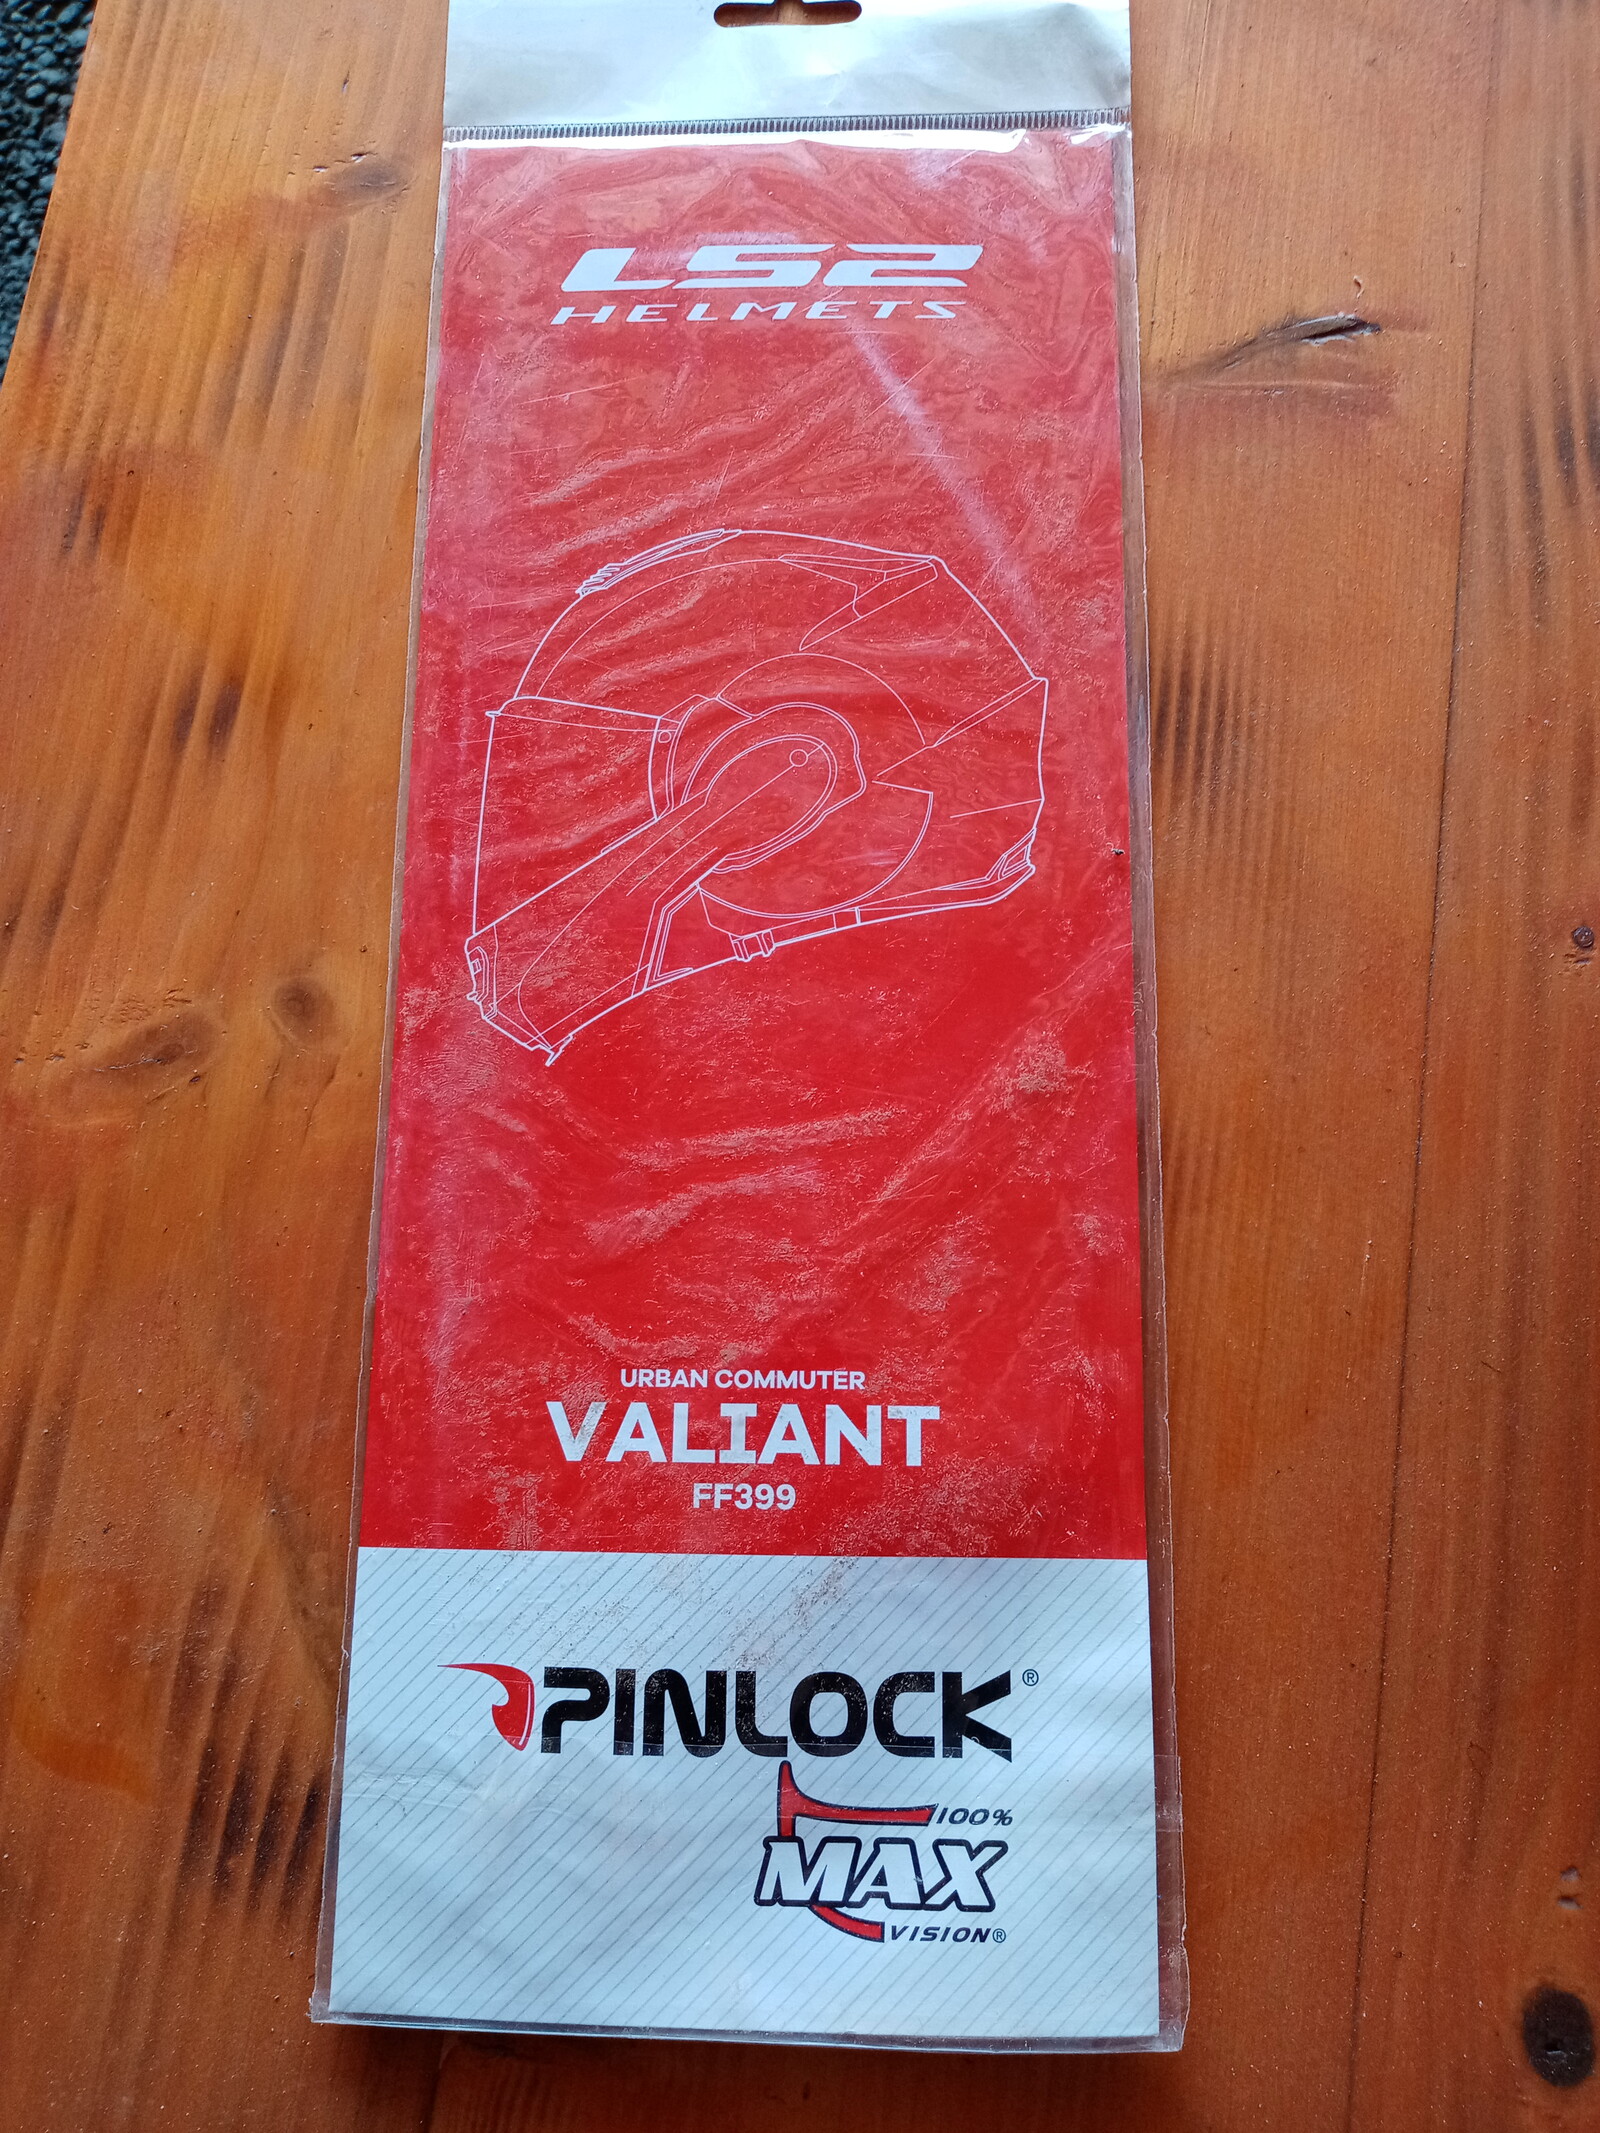 LS2
HELMETS
URBAN COMMUTER
VALIANT
FF399
PINLOCK®
100%
MAX
VISION®